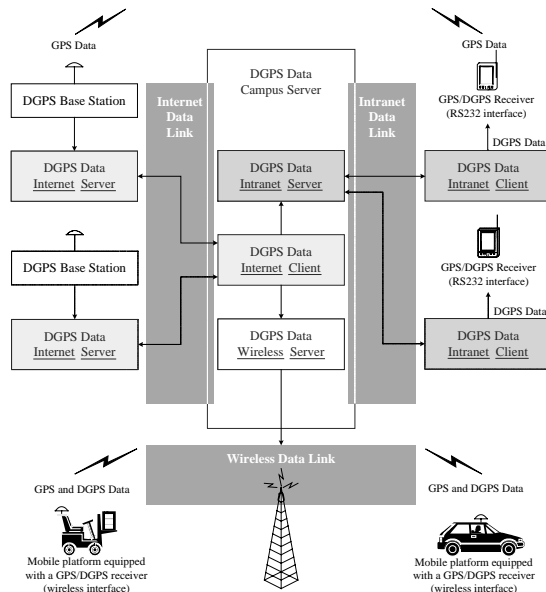 GPS Data
DGPS Base Station
DGPS Data
Internet Server
DGPS Base Station
DGPS Data
Internet Server
Internet
Data
Link
DGPS Data
Campus Server
DGPS Data
Intranet Server
DGPS Data
Internet Client
DGPS Data
Wireless Server
Intranet
Data
Link
GPS Data
GPS/DGPS Receiver
(RS232 interface)
DGPS Data
DGPS Data
Intranet Client
GPS/DGPS Receiver
(RS232 interface)
DGPS Data
DGPS Data
Intranet Client
Wireless Data Link
GPS and DGPS Data
Mobile platform equipped
with a GPS/DGPS receiver
(wireless interface)
GPS and DGPS Data
Mobile platform equipped
with a GPS/DGPS receiver
(wireless interface)